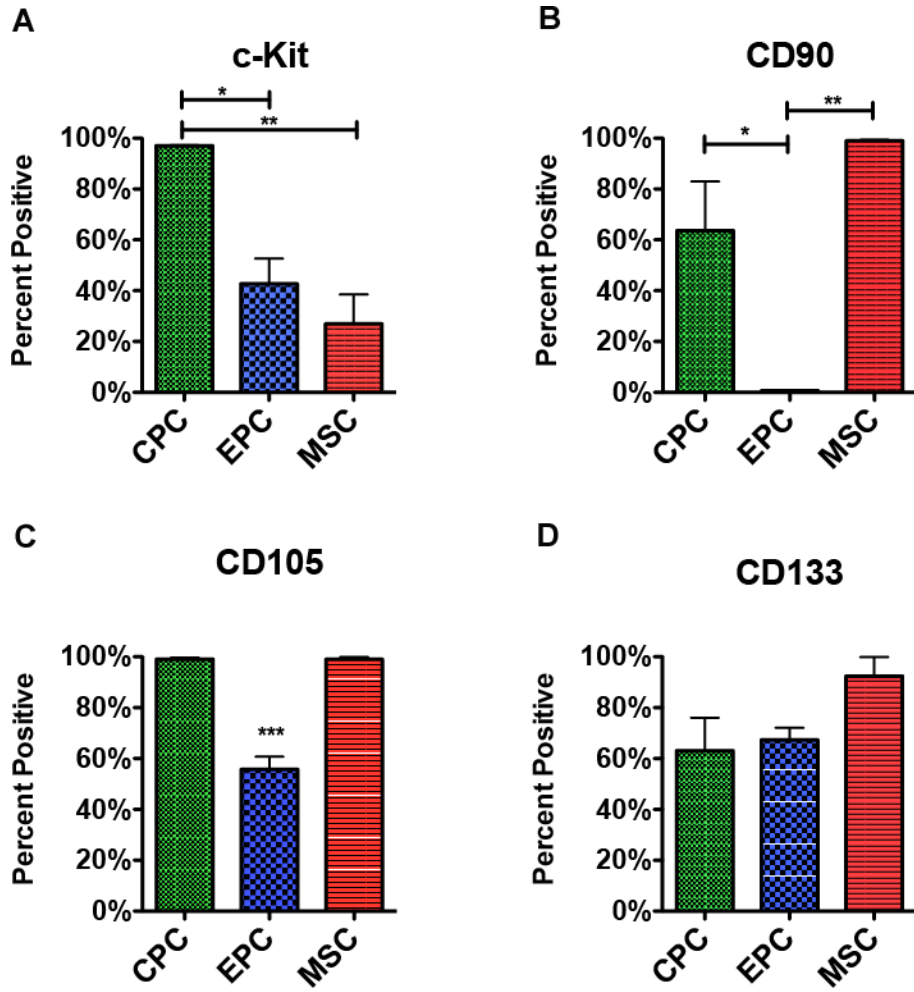 A
c-Kit
*
**
Percent Positive
100%
80%
60%
40%
20%
0%
CPC
EPC
MSC
B
CD90
*
**
Percent Positive
100%
80%
60%
40%
20%
0%
CPC
EPC
MSC
C
CD105
***
Percent Positive
100%
80%
60%
40%
20%
0%
CPC
EPC
MSC
D
CD133
Percent Positive
100%
80%
60%
40%
20%
0%
CPC
EPC
MSC